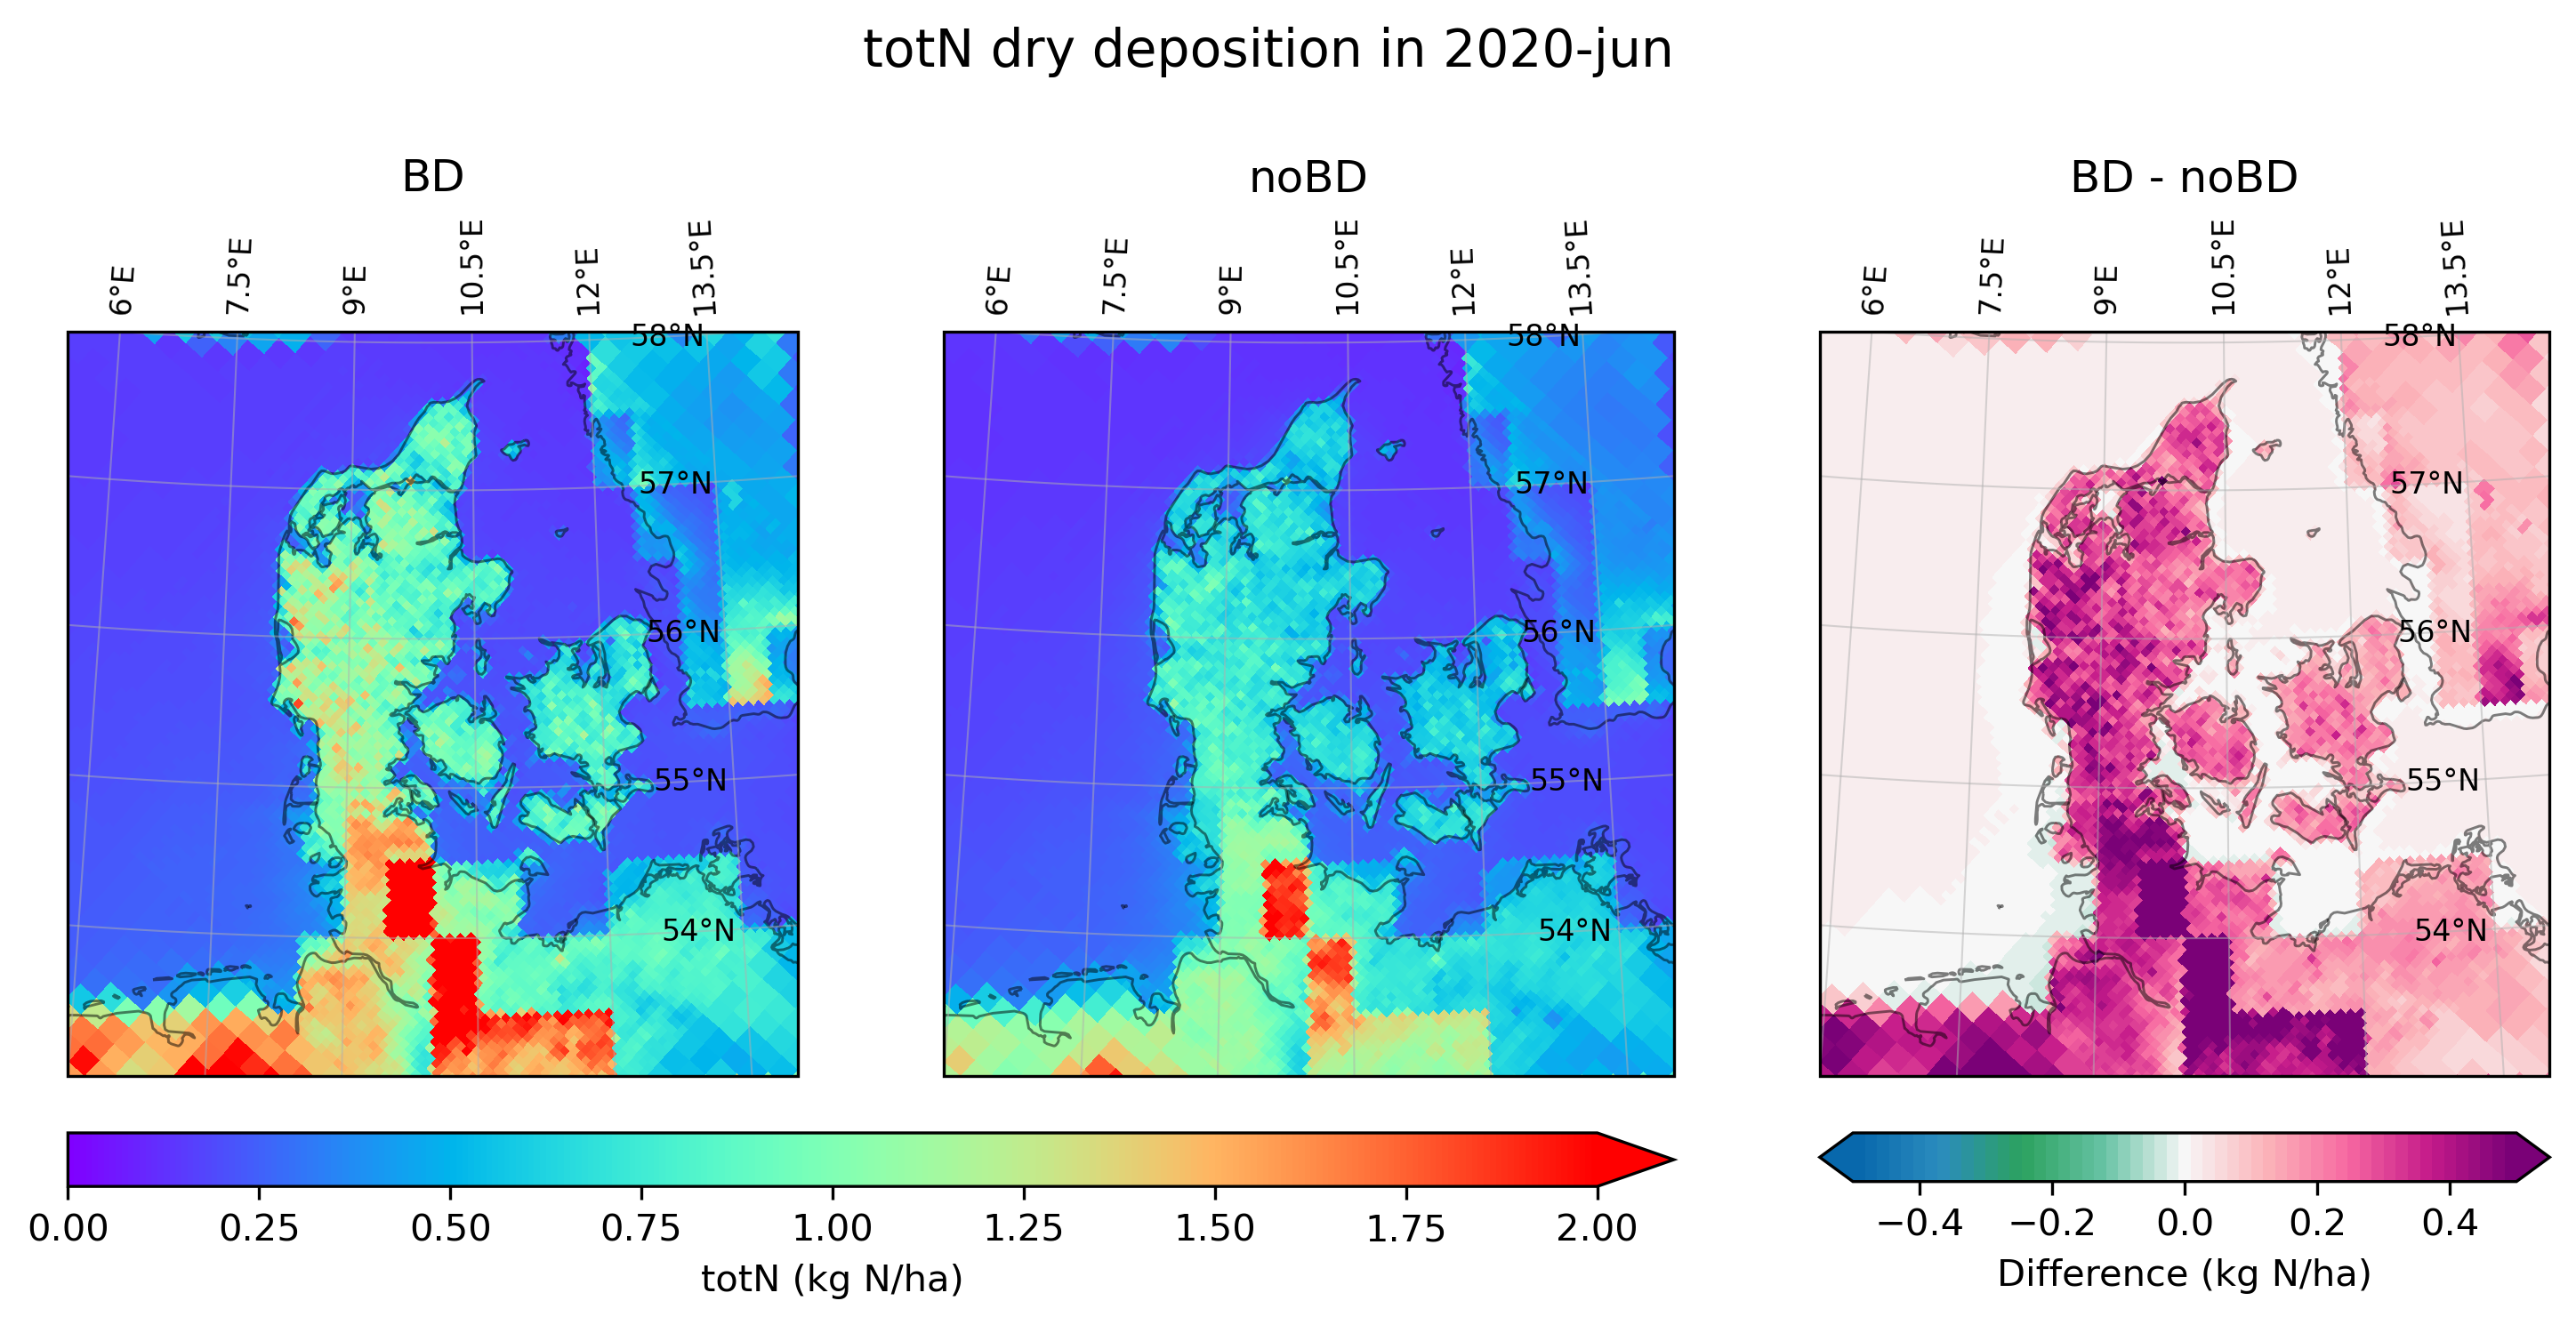 totN dry deposition in 2020-jun
BD
noBD
BD - noBD
6°E 7.5°E 9°E 10.5°E 12°E 13.5°E
6°E 7.5°E 9°E 10.5°E 12°E 13.5°E
6°E 7.5°E 9°E 10.5°E 12°E 13.5°E
58°N 58°N 58°N
57°N 57°N 57°N
56°N 56°N 56°N
55°N 55°N 55°N
54°N 54°N 54°N
0.00 0.25 0.50 0.75 1.00 1.25 1.50 1.75 2.00
totN (kg N/ha)
−0.4 −0.2 0.0 0.2 0.4
Difference (kg N/ha)